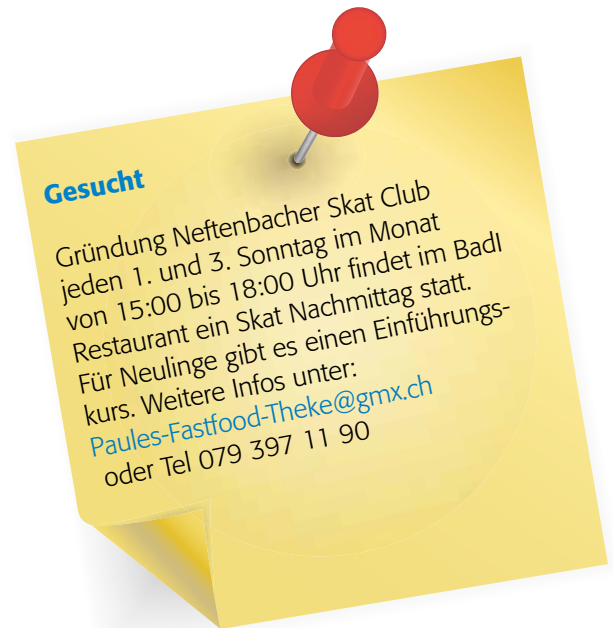 Gesucht
Gründung Neftenbacher Skat Club
jeden 1. und 3. Sonntag im Monat
von 15:00 bis 18:00 Uhr findet im BadI
Restaurant ein Skat Nachmittag statt.
Für Neulinge gibt es einen Einführungs-
kurs. Weitere Infos unter:
Paules-Fastfood-Theke@gmx.ch
oder Tel 079 397 11 90